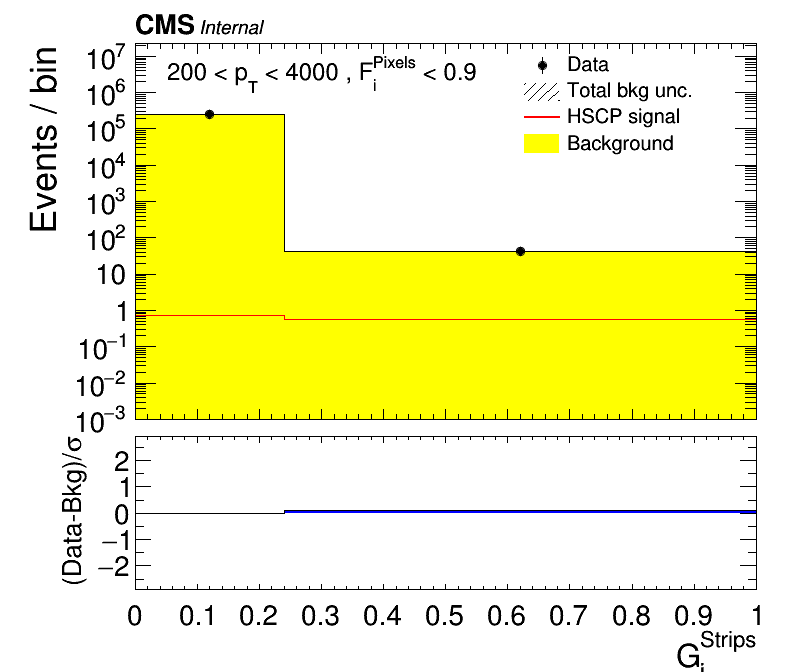 CMS Internal
Events / bin
10^7
10^6
10^5
10^4
10^3
10^2
10
1
10^−1
10^−2
10^−3
200 < p_T < 4000 , F_i^Pixels < 0.9
Data
Total bkg unc.
HSCP signal
Background
(Data-Bkg)/σ
2
1
0
−1
−2
0 0.1 0.2 0.3 0.4 0.5 0.6 0.7 0.8 0.9 1
G_i^Strips